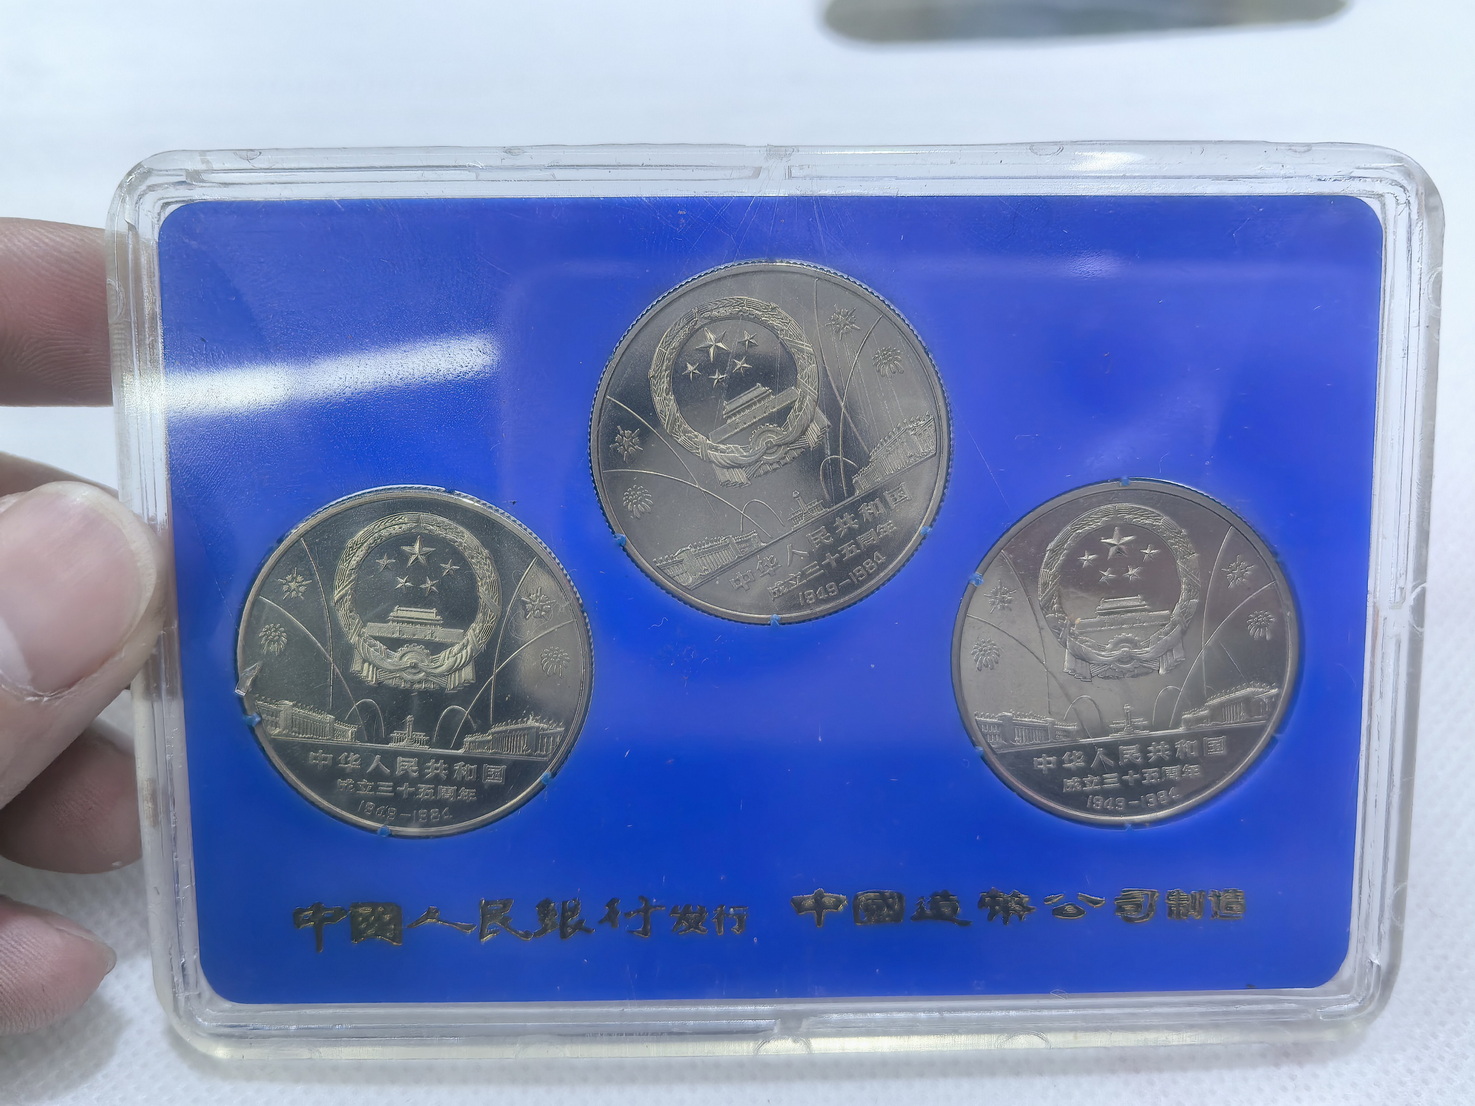 中华人民共和国
成立三十五周年
1949-1984
中华人民共和国
成立三十五周年
1949-1984
中华人民共和国
成立三十五周年
1949-1984
中國人民銀行发行 中國造幣公司制造